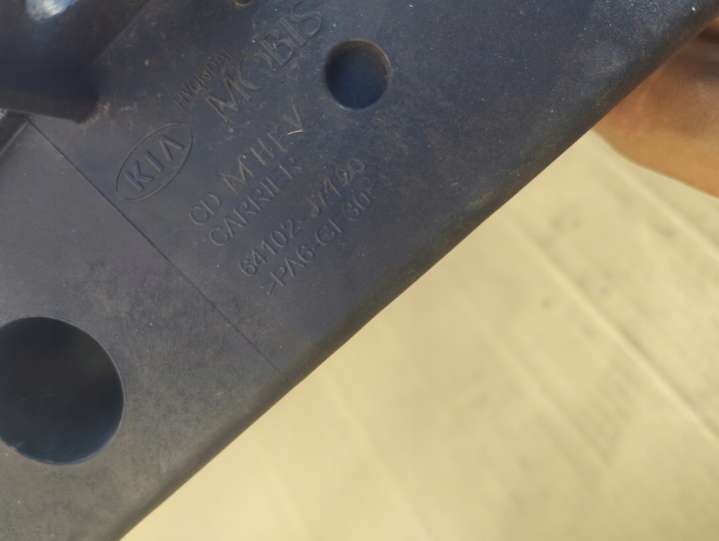 HYUNDAI
MOBIS
KIA
CD MHEV
CARRIER
64102-J7420
>PA6-GF30<